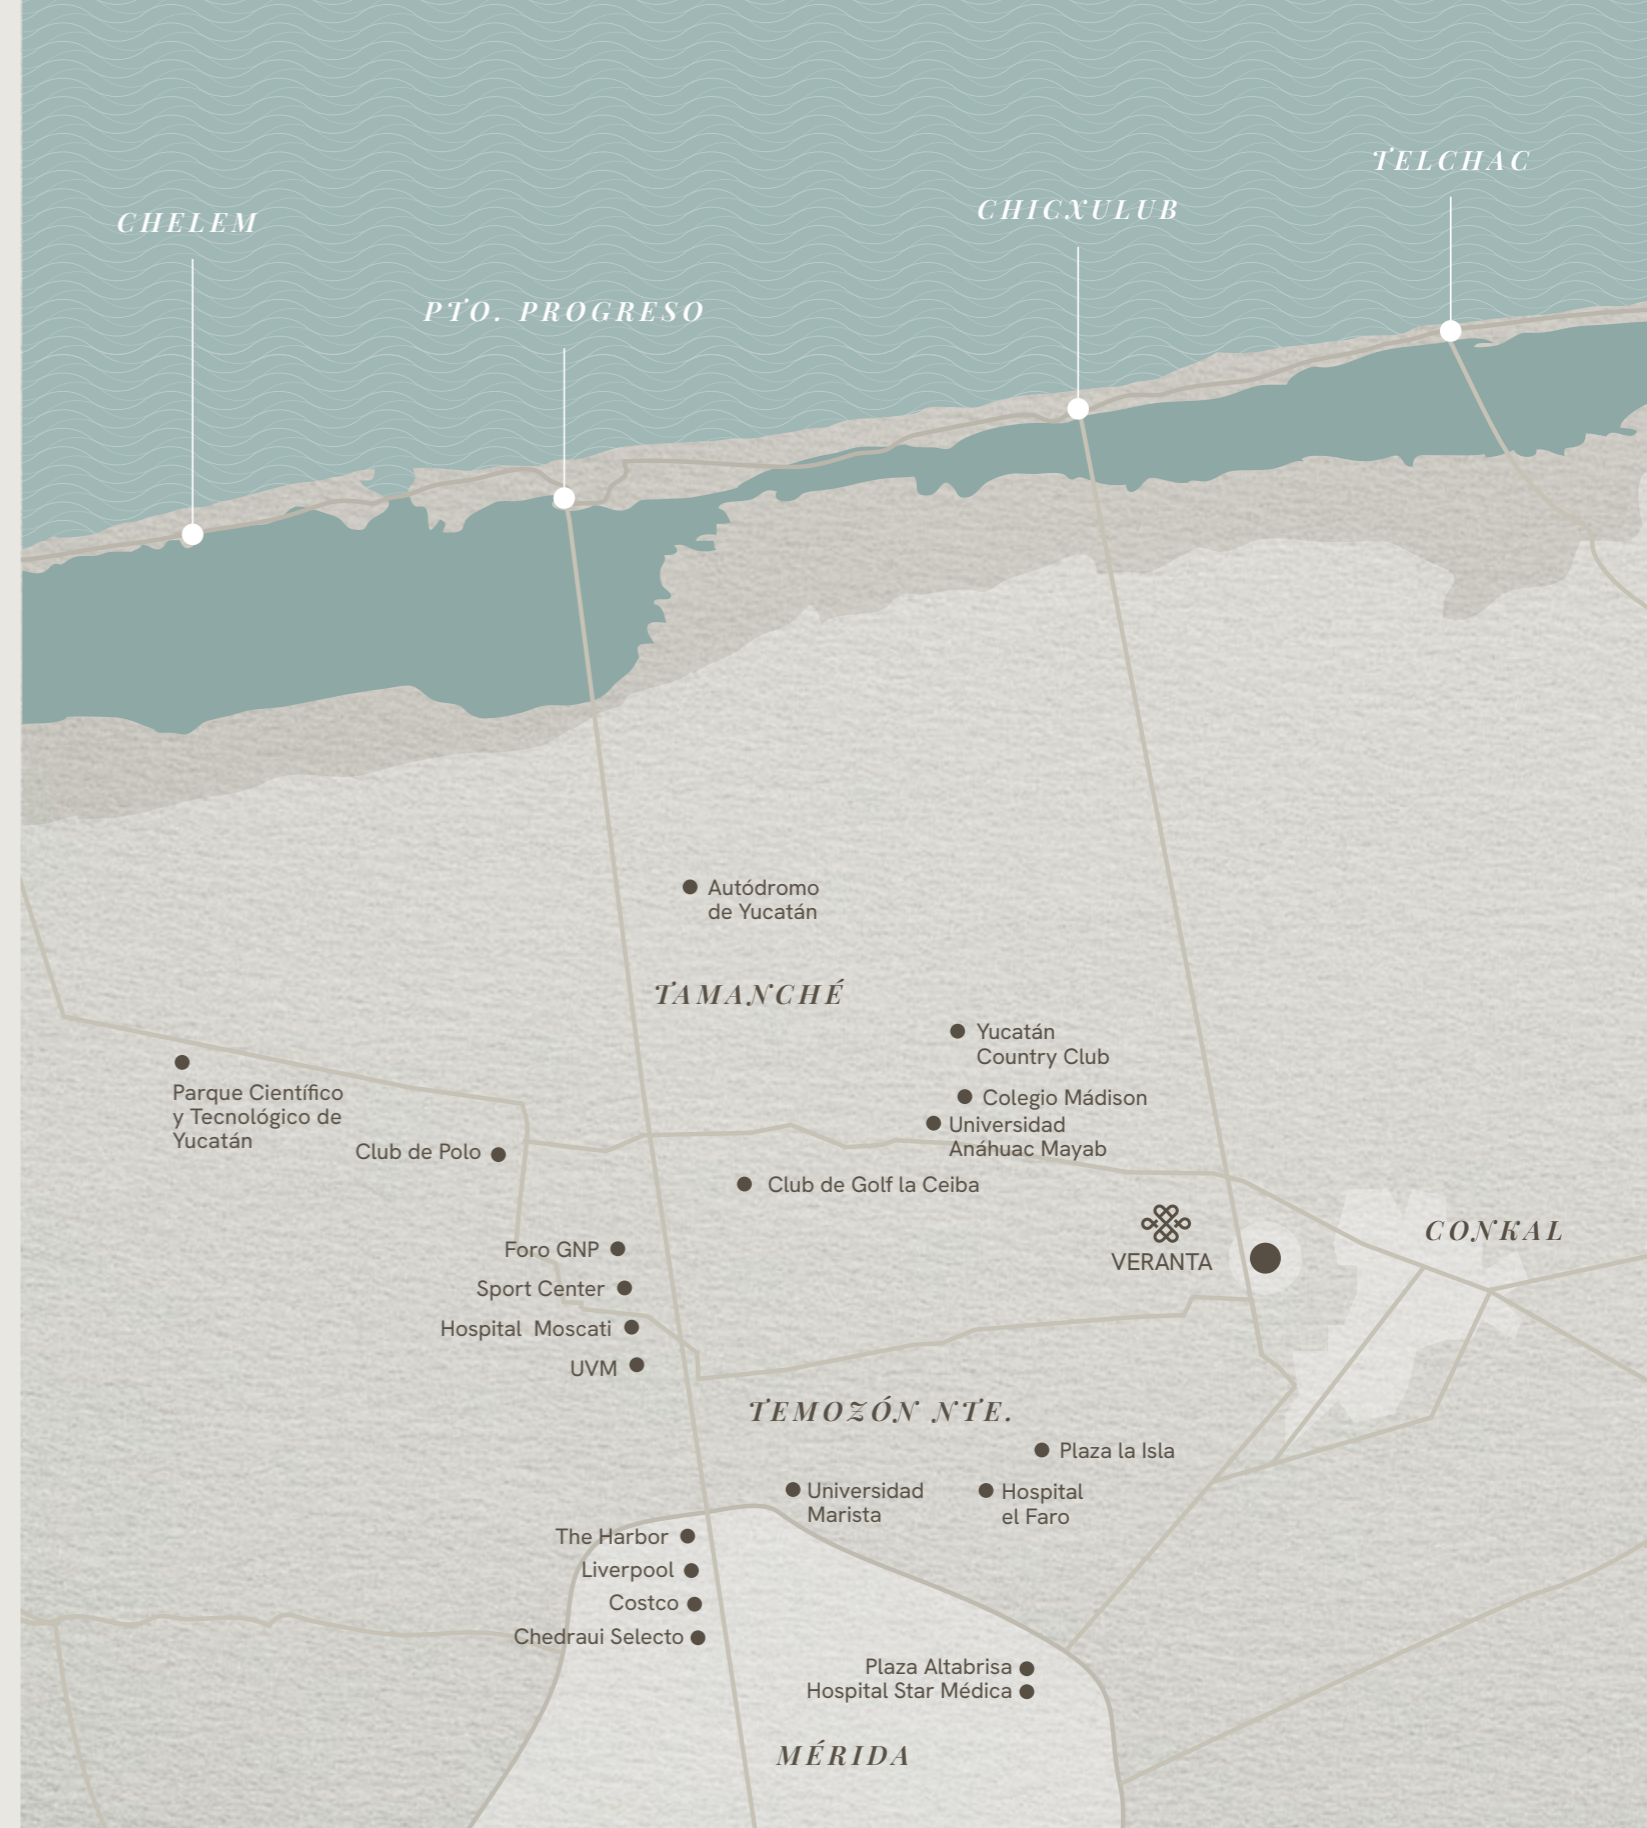 TELCHAC
CHICXULUB
CHELEM
PTO. PROGRESO
Autódromo
de Yucatán
TAMANCHÉ
Yucatán
Country Club
Parque Científico
y Tecnológico de
Yucatán
Colegio Mádison
Universidad
Anáhuac Mayab
Club de Polo
Club de Golf la Ceiba
CONKAL
VERANTA
Foro GNP
Sport Center
Hospital Moscati
UVM
TEMOZÓN NTE.
Plaza la Isla
Universidad
Marista
Hospital
el Faro
The Harbor
Liverpool
Costco
Chedraui Selecto
Plaza Altabrisa
Hospital Star Médica
MÉRIDA